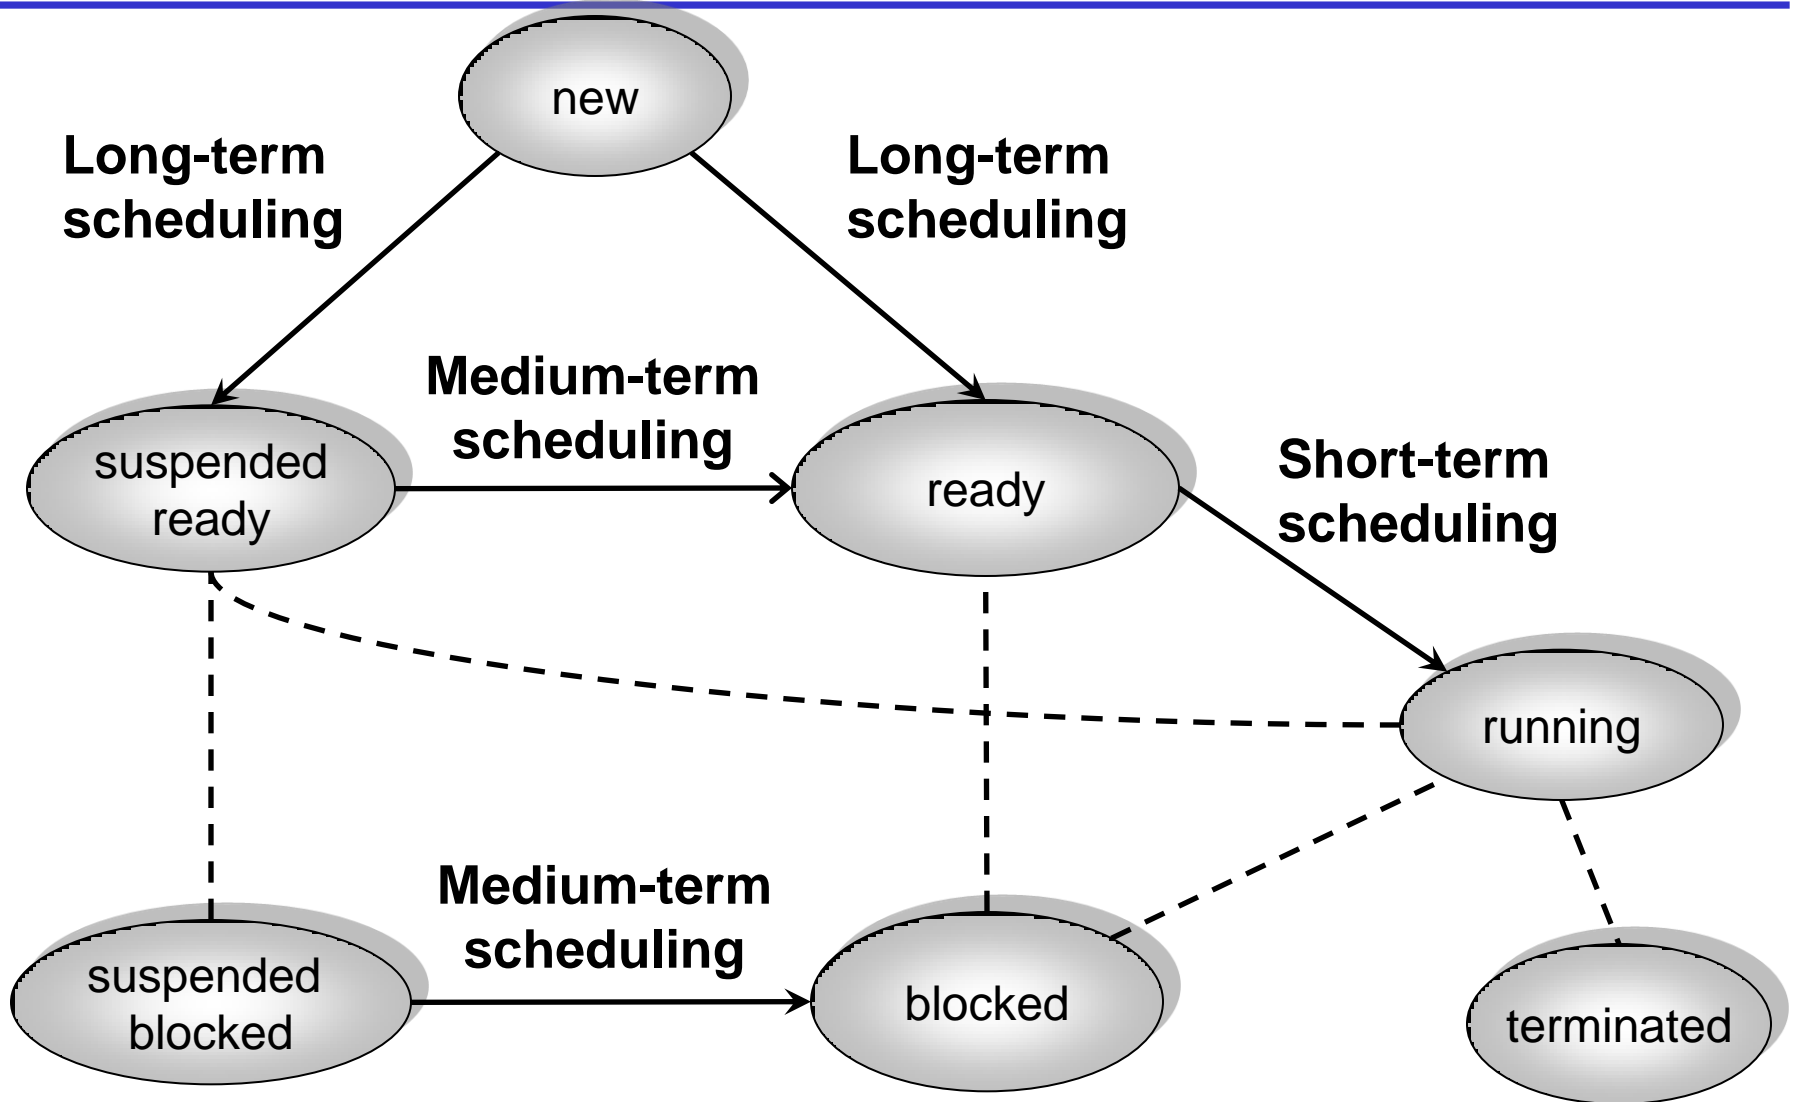 new
Long-term
scheduling
Long-term
scheduling
Medium-term
scheduling
suspended
ready
ready
Short-term
scheduling
running
Medium-term
scheduling
suspended
blocked
blocked
terminated